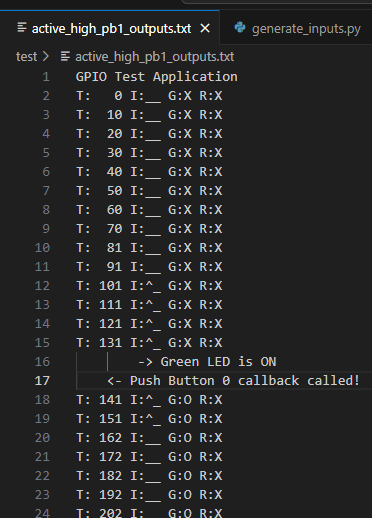 active_high_pb1_outputs.txt
generate_inputs.py
test > active_high_pb1_outputs.txt
1 GPIO Test Application
2 T:   0 I:__ G:X R:X
3 T:  10 I:__ G:X R:X
4 T:  20 I:__ G:X R:X
5 T:  30 I:__ G:X R:X
6 T:  40 I:__ G:X R:X
7 T:  50 I:__ G:X R:X
8 T:  60 I:__ G:X R:X
9 T:  70 I:__ G:X R:X
10 T:  81 I:__ G:X R:X
11 T:  91 I:__ G:X R:X
12 T: 101 I:^_ G:X R:X
13 T: 111 I:^_ G:X R:X
14 T: 121 I:^_ G:X R:X
15 T: 131 I:^_ G:X R:X
16         -> Green LED is ON
17     <- Push Button 0 callback called!
18 T: 141 I:^_ G:O R:X
19 T: 151 I:^_ G:O R:X
20 T: 162 I:__ G:O R:X
21 T: 172 I:__ G:O R:X
22 T: 182 I:__ G:O R:X
23 T: 192 I:__ G:O R:X
24 T: 202 I:__ G:O R:X